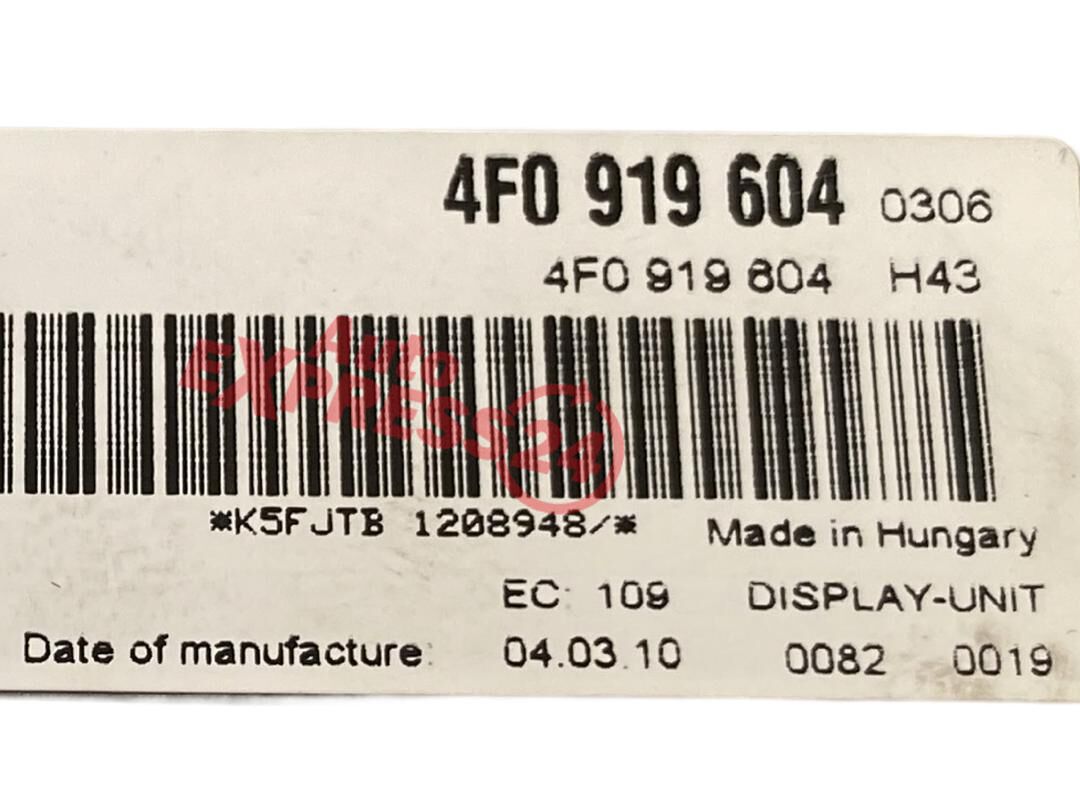 4F0 919 604 0306
4F0 919 604 H43
Auto
EXPRESS24
*K5FJTB 1208948/*
Made in Hungary
EC: 109 DISPLAY-UNIT
Date of manufacture: 04.03.10 0082 0019